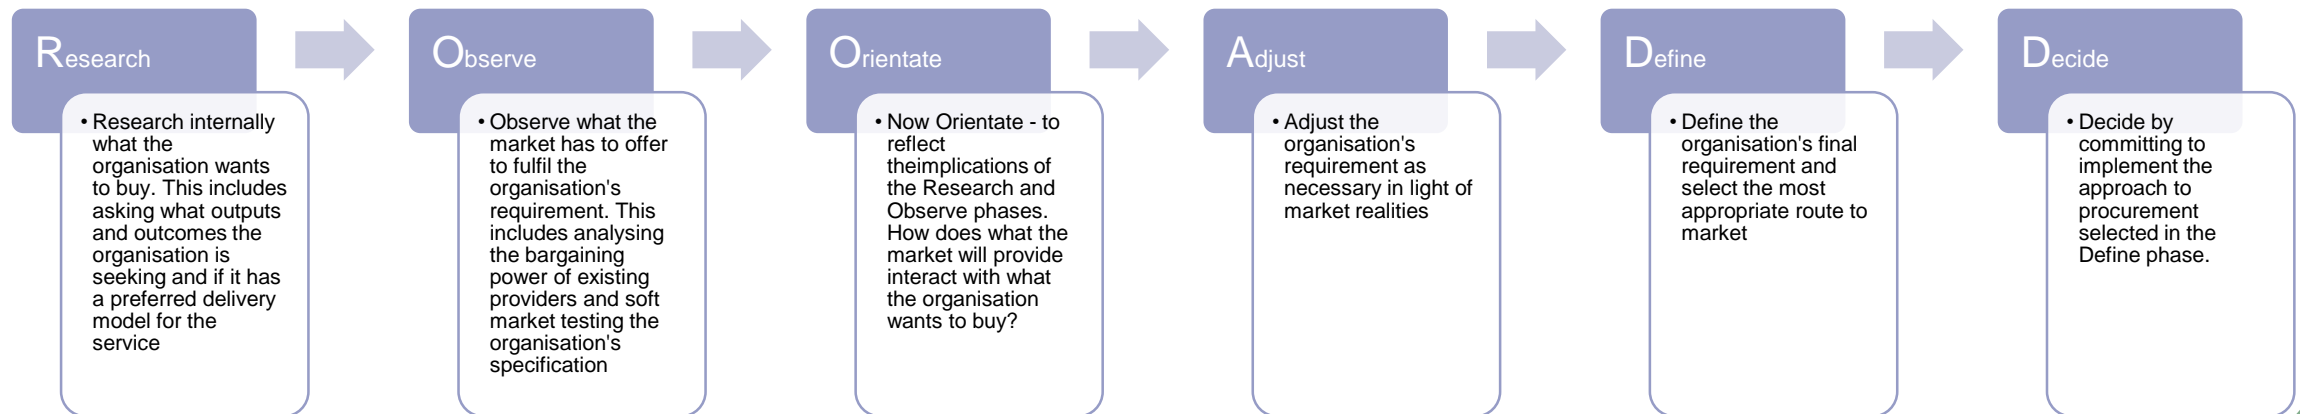 Research
• Research internally
what the
organisation wants
to buy. This includes
asking what outputs
and outcomes the
organisation is
seeking and if it has
a preferred delivery
model for the
service
Observe
• Observe what the
market has to offer
to fulfil the
organisation's
requirement. This
includes analysing
the bargaining
power of existing
providers and soft
market testing the
organisation's
specification
Orientate
• Now Orientate - to
reflect
theimplications of
the Research and
Observe phases.
How does what the
market will provide
interact with what
the organisation
wants to buy?
Adjust
• Adjust the
organisation's
requirement as
necessary in light of
market realities
Define
• Define the
organisation's final
requirement and
select the most
appropriate route to
market
Decide
• Decide by
committing to
implement the
approach to
procurement
selected in the
Define phase.